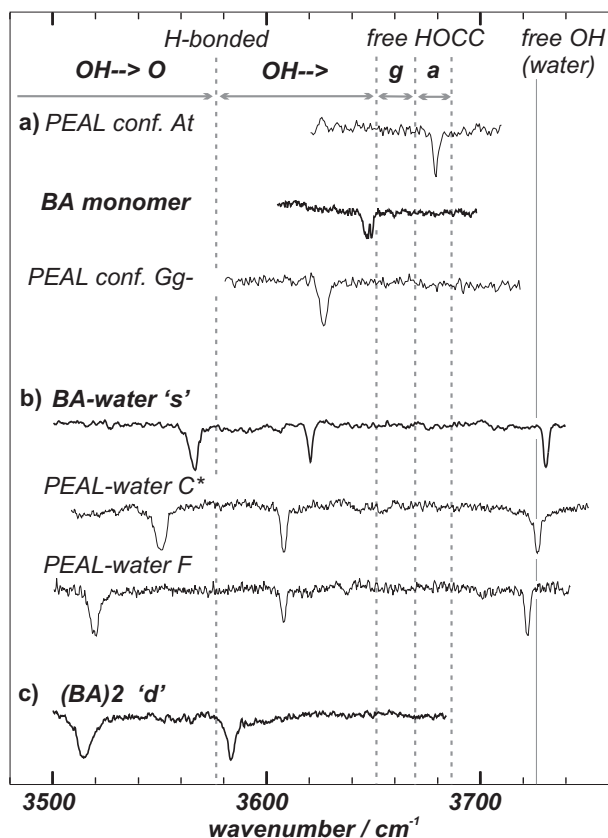 H-bonded free HOCC free OH
(water)
OH--> O OH--> g a
a) PEAL conf. At
BA monomer
PEAL conf. Gg-
b) BA-water 's'
PEAL-water C*
PEAL-water F
c) (BA)2 'd'
3500 3600 3700
wavenumber / cm-1